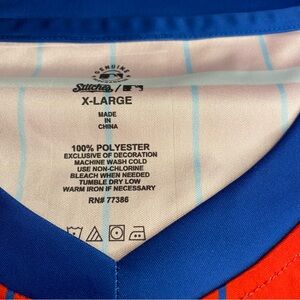 GENUINE
Stitches /
X-LARGE
MADE
IN
CHINA
100% POLYESTER
EXCLUSIVE OF DECORATION
MACHINE WASH COLD
USE NON-CHLORINE
BLEACH WHEN NEEDED
TUMBLE DRY LOW
WARM IRON IF NECESSARY
RN# 77386